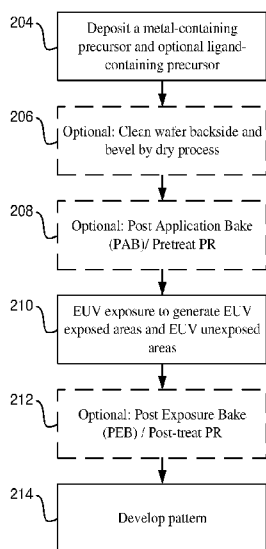 204
Deposit a metal-containing
precursor and optional ligand-
containing precursor
206
Optional: Clean wafer backside and
bevel by dry process
208
Optional: Post Application Bake
(PAB)/ Pretreat PR
210
EUV exposure to generate EUV
exposed areas and EUV unexposed
areas
212
Optional: Post Exposure Bake
(PEB) / Post-treat PR
214
Develop pattern